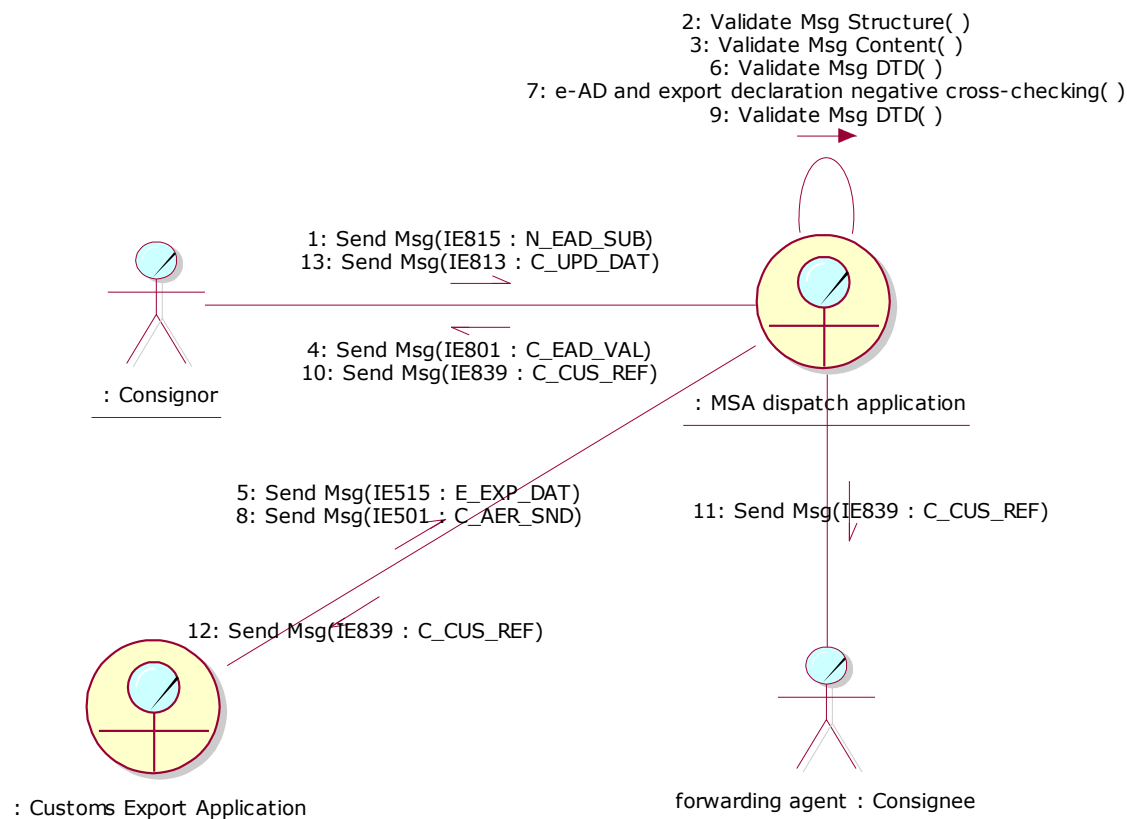 2: Validate Msg Structure( )
3: Validate Msg Content( )
6: Validate Msg DTD( )
7: e-AD and export declaration negative cross-checking( )
9: Validate Msg DTD( )
1: Send Msg(IE815 : N_EAD_SUB)
13: Send Msg(IE813 : C_UPD_DAT)
4: Send Msg(IE801 : C_EAD_VAL)
10: Send Msg(IE839 : C_CUS_REF)
: Consignor
: MSA dispatch application
5: Send Msg(IE515 : E_EXP_DAT)
8: Send Msg(IE501 : C_AER_SND)
11: Send Msg(IE839 : C_CUS_REF)
12: Send Msg(IE839 : C_CUS_REF)
: Customs Export Application
forwarding agent : Consignee